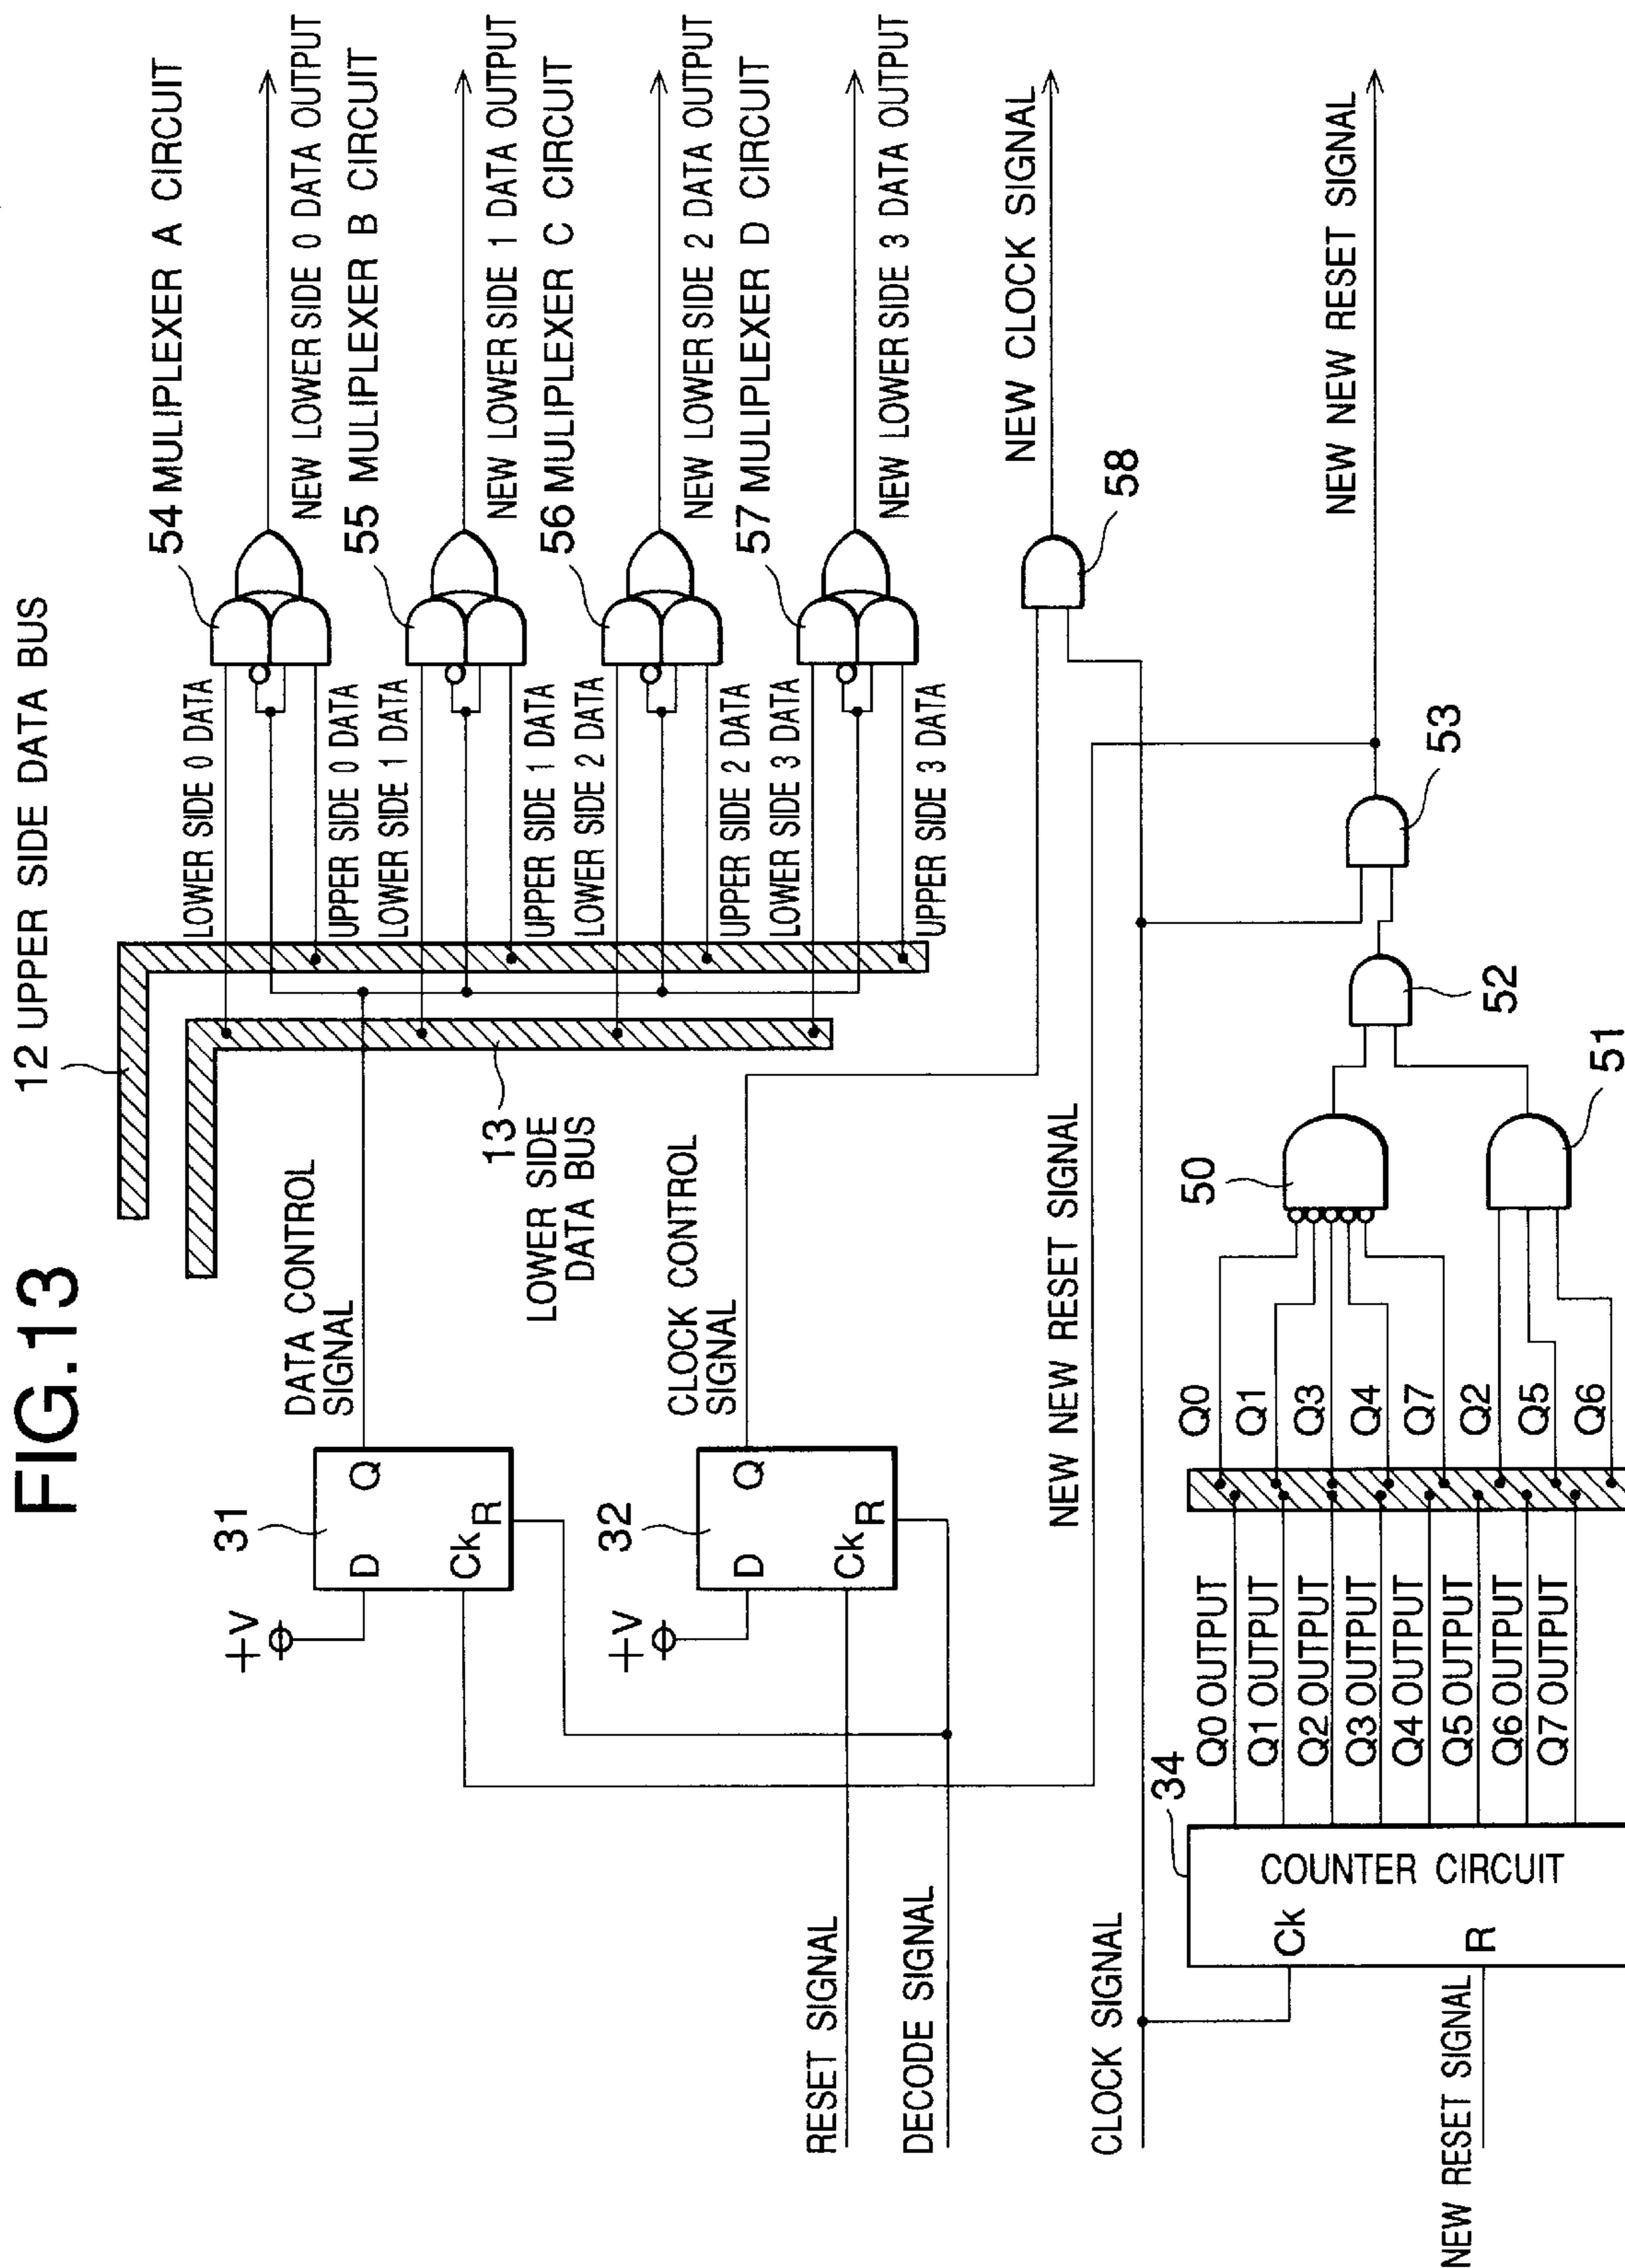 FIG.13
12 UPPER SIDE DATA BUS
13
LOWER SIDE
DATA BUS
54 MULIPLEXER A CIRCUIT
NEW LOWER SIDE 0 DATA OUTPUT
55 MULIPLEXER B CIRCUIT
NEW LOWER SIDE 1 DATA OUTPUT
56 MULIPLEXER C CIRCUIT
NEW LOWER SIDE 2 DATA OUTPUT
57 MULIPLEXER D CIRCUIT
NEW LOWER SIDE 3 DATA OUTPUT
LOWER SIDE 0 DATA
UPPER SIDE 0 DATA
LOWER SIDE 1 DATA
UPPER SIDE 1 DATA
LOWER SIDE 2 DATA
UPPER SIDE 2 DATA
LOWER SIDE 3 DATA
UPPER SIDE 3 DATA
DATA CONTROL
SIGNAL
31
+V
D
Q
Ck
R
CLOCK CONTROL
SIGNAL
32
+V
D
Q
Ck
R
RESET SIGNAL
DECODE SIGNAL
NEW CLOCK SIGNAL
58
NEW NEW RESET SIGNAL
NEW NEW RESET SIGNAL
53
52
CLOCK SIGNAL
34
COUNTER CIRCUIT
Ck
R
NEW RESET SIGNAL
Q0 OUTPUT
Q1 OUTPUT
Q2 OUTPUT
Q3 OUTPUT
Q4 OUTPUT
Q5 OUTPUT
Q6 OUTPUT
Q7 OUTPUT
Q0
Q1
Q3
Q4
Q7
Q2
Q5
Q6
50
51